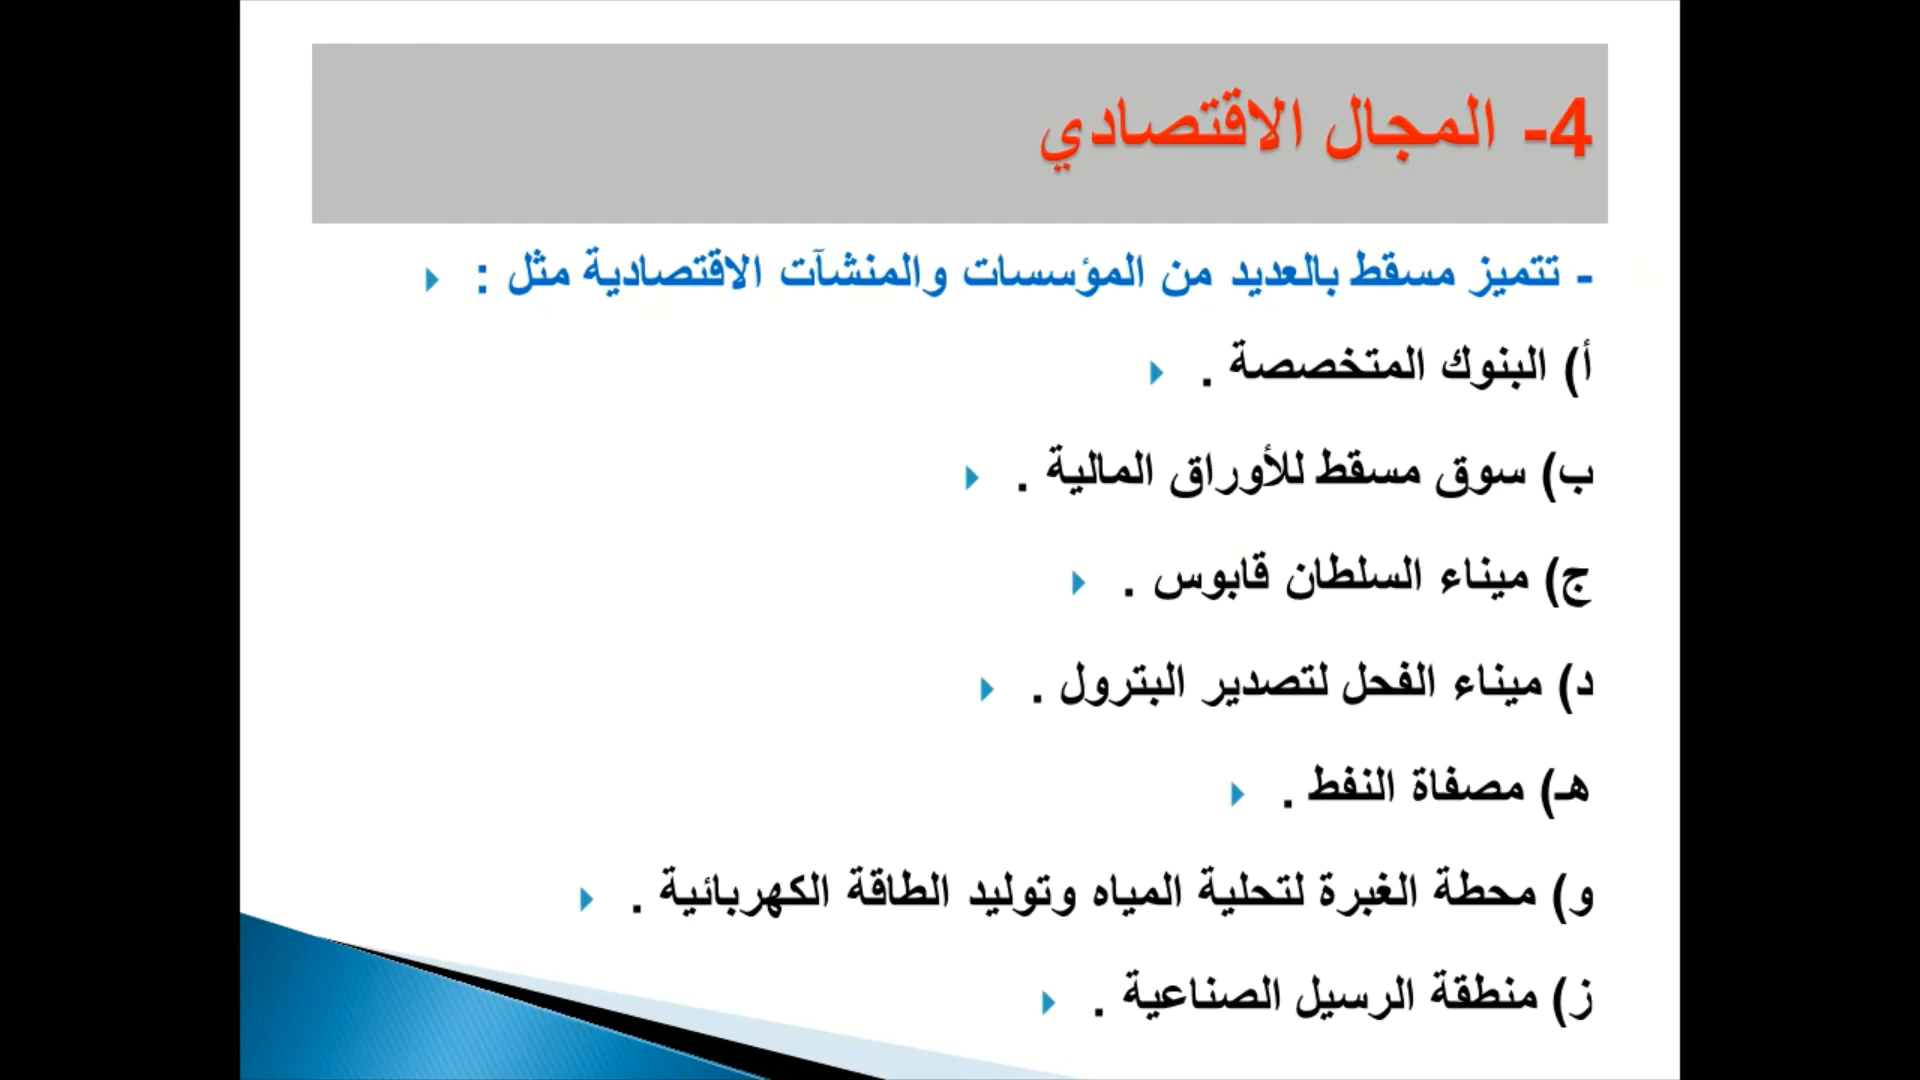 4- المجال الاقتصادي
- تتميز مسقط بالعديد من المؤسسات والمنشآت الاقتصادية مثل :
أ) البنوك المتخصصة .
ب) سوق مسقط للأوراق المالية .
ج) ميناء السلطان قابوس .
د) ميناء الفحل لتصدير البترول .
هـ) مصفاة النفط .
و) محطة الغبرة لتحلية المياه وتوليد الطاقة الكهربائية .
ز) منطقة الرسيل الصناعية .